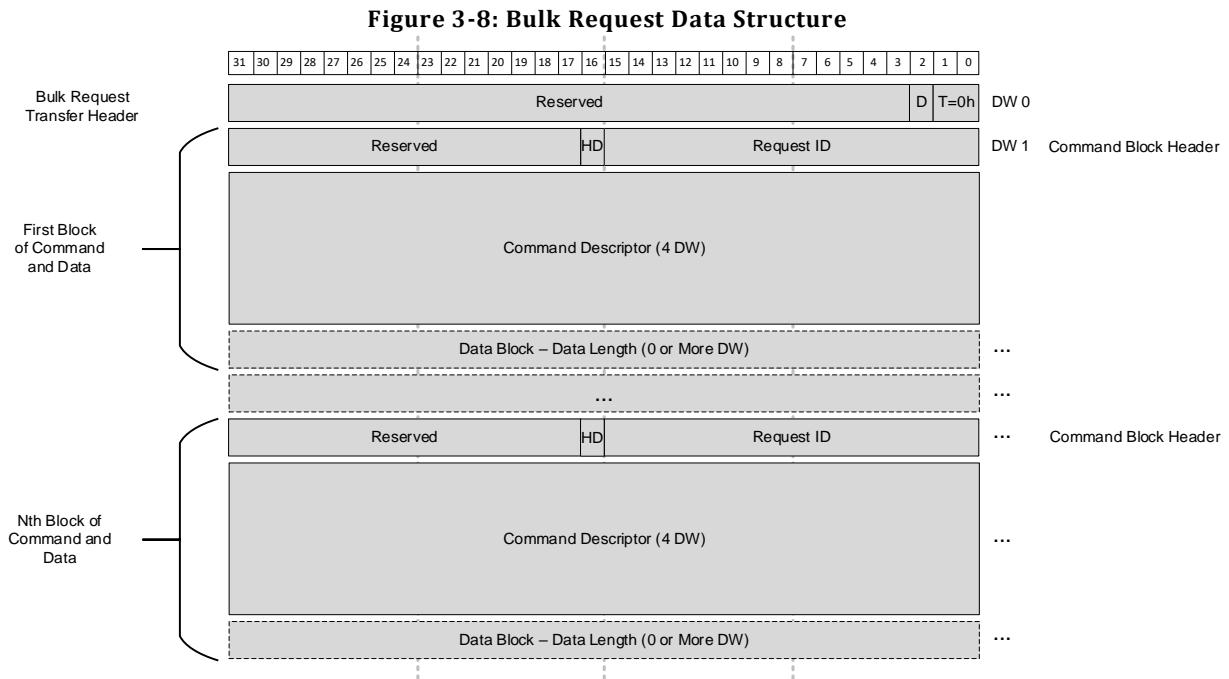 Figure 3-8: Bulk Request Data Structure
31 30 29 28 27 26 25 24 23 22 21 20 19 18 17 16 15 14 13 12 11 10 9 8 7 6 5 4 3 2 1 0
Bulk Request
Transfer Header
Reserved D T=0h DW 0
Reserved HD Request ID DW 1 Command Block Header
First Block
of Command
and Data
Command Descriptor (4 DW)
Data Block – Data Length (0 or More DW) ...
... ...
Reserved HD Request ID ... Command Block Header
Nth Block of
Command and
Data
Command Descriptor (4 DW) ...
Data Block – Data Length (0 or More DW) ...